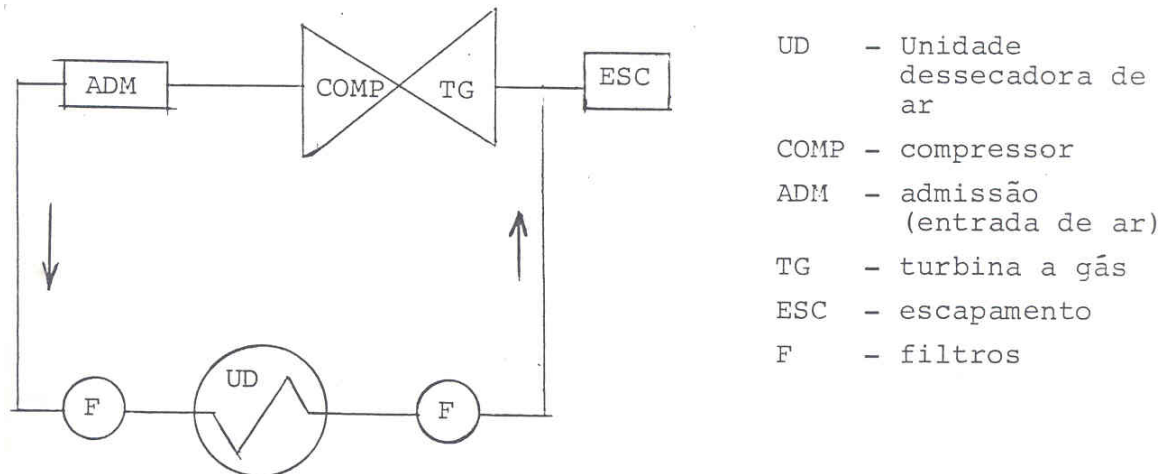 ADM
COMP
TG
ESC
F
UD
F
UD - Unidade
dessecadora de
ar
COMP - compressor
ADM - admissão
(entrada de ar)
TG - turbina a gás
ESC - escapamento
F - filtros